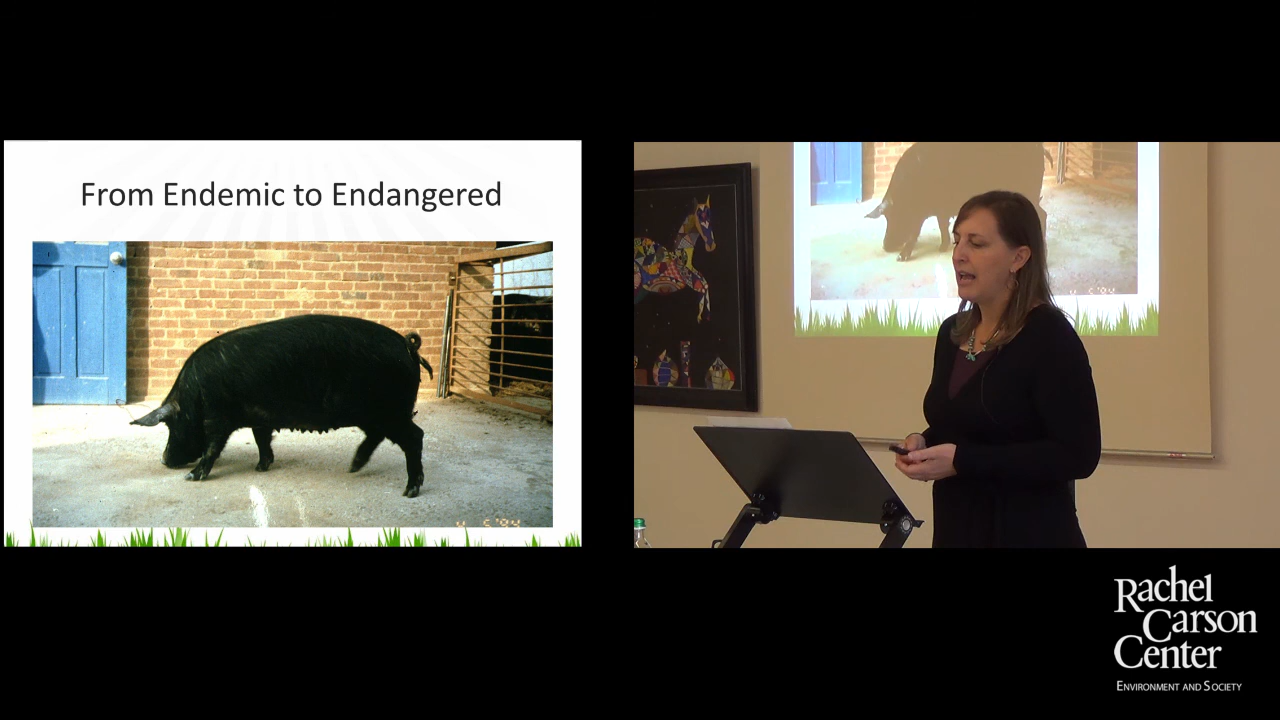 From Endemic to Endangered
Rachel
Carson
Center
ENVIRONMENT AND SOCIETY